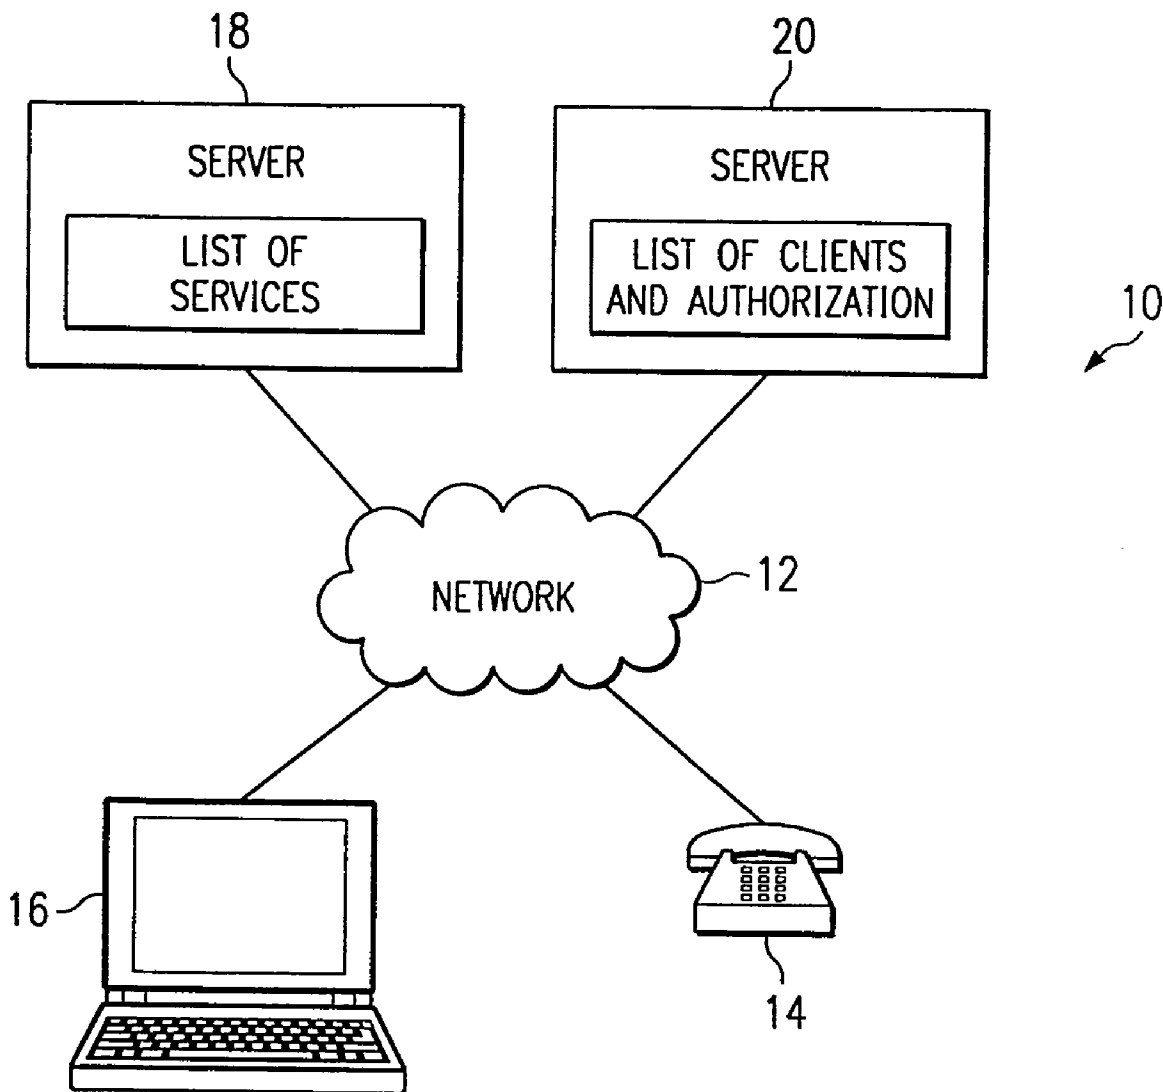 18
20
SERVER
LIST OF
SERVICES
SERVER
LIST OF CLIENTS
AND AUTHORIZATION
10
NETWORK
12
16
14